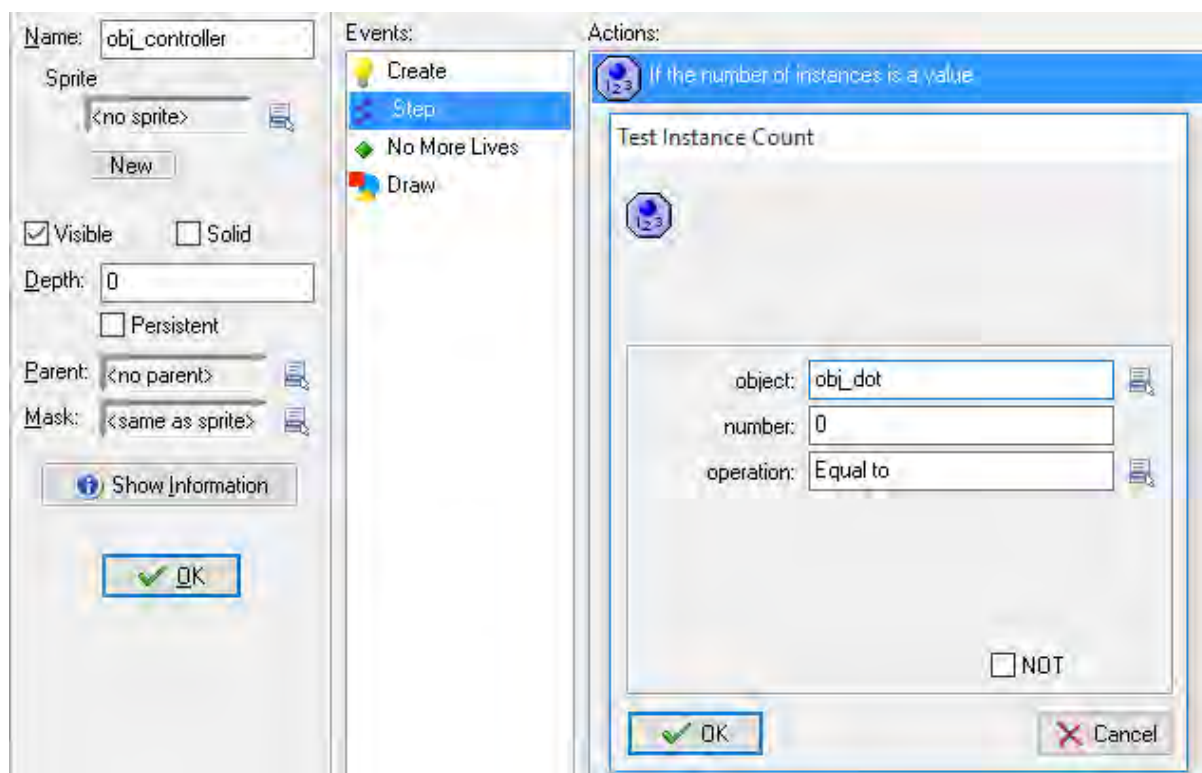 Name: obj_controller
Sprite
<no sprite>
New
Visible Solid
Depth: 0
Persistent
Parent: <no parent>
Mask: <same as sprite>
Show Information
OK
Events:
Create
Step
No More Lives
Draw
Actions:
123 If the number of instances is a value
Test Instance Count
123
object: obj_dot
number: 0
operation: Equal to
NOT
OK Cancel